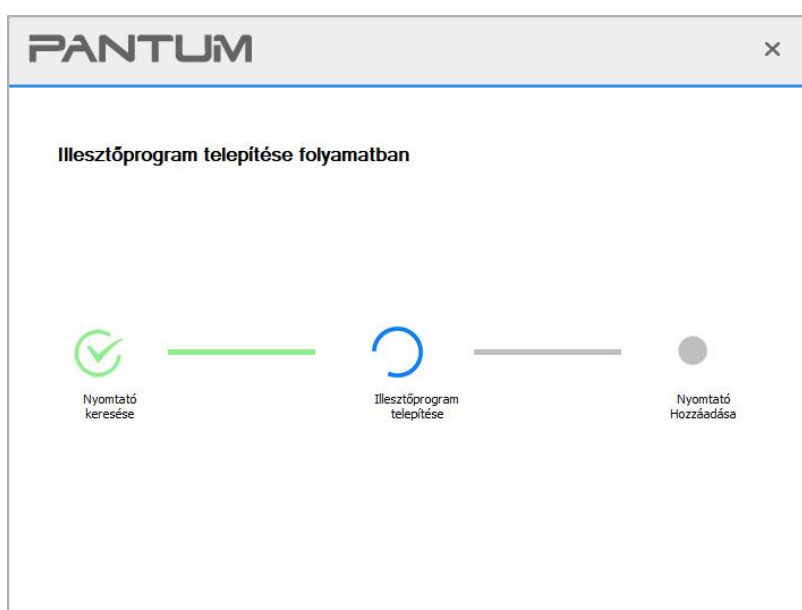 PANTUM
Illesztőprogram telepítése folyamatban
Nyomtató
keresése
Illesztőprogram
telepítése
Nyomtató
Hozzáadása